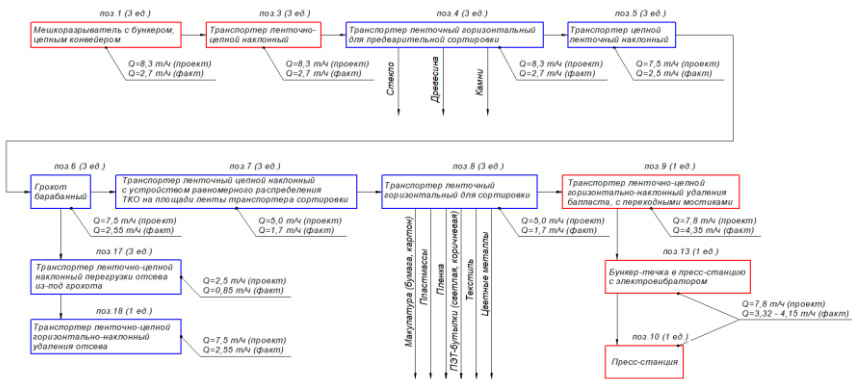 поз.1 (3 ед.)
Мешкоразрыватель с бункером,
цепным конвейером
Q=8,3 т/ч (проект)
Q=2,7 т/ч (факт)
поз.3 (3 ед.)
Транспортер ленточно-
цепной наклонный
Q=8,3 т/ч (проект)
Q=2,7 т/ч (факт)
поз.4 (3 ед.)
Транспортер ленточный горизонтальный
для предварительной сортировки
Стекло
Древесина
Камни
Q=8,3 т/ч (проект)
Q=2,7 т/ч (факт)
поз.5 (3 ед.)
Транспортер цепной
ленточный наклонный
Q=7,5 т/ч (проект)
Q=2,5 т/ч (факт)
поз.6 (3 ед.)
Грохот
барабанный
Q=7,5 т/ч (проект)
Q=2,55 т/ч (факт)
поз.7 (3 ед.)
Транспортер ленточный цепной наклонный
с устройством равномерного распределения
ТКО на площади ленты транспортера сортировки
Q=5,0 т/ч (проект)
Q=1,7 т/ч (факт)
поз.8 (3 ед.)
Транспортер ленточный
горизонтальный для сортировки
Q=5,0 т/ч (проект)
Q=1,7 т/ч (факт)
Макулатура (бумага, картон)
Пластмассы
Пленка
ПЭТ-бутылки (светлая, коричневая)
Текстиль
Цветные металлы
поз.9 (1 ед.)
Транспортер ленточно-цепной
горизонтально-наклонный удаления
балласта, с переходными мостиками
Q=7,8 т/ч (проект)
Q=4,35 т/ч (факт)
поз.17 (3 ед.)
Транспортер ленточно-цепной
наклонный перегрузки отсева
из-под грохота
Q=2,5 т/ч (проект)
Q=0,85 т/ч (факт)
поз.18 (1 ед.)
Транспортер ленточно-цепной
горизонтально-наклонный
удаления отсева
Q=7,5 т/ч (проект)
Q=2,55 т/ч (факт)
поз.13 (1 ед.)
Бункер-течка в пресс-станцию
с электровибратором
Q=7,8 т/ч (проект)
Q=3,32 - 4,15 т/ч (факт)
поз.10 (1 ед.)
Пресс-станция